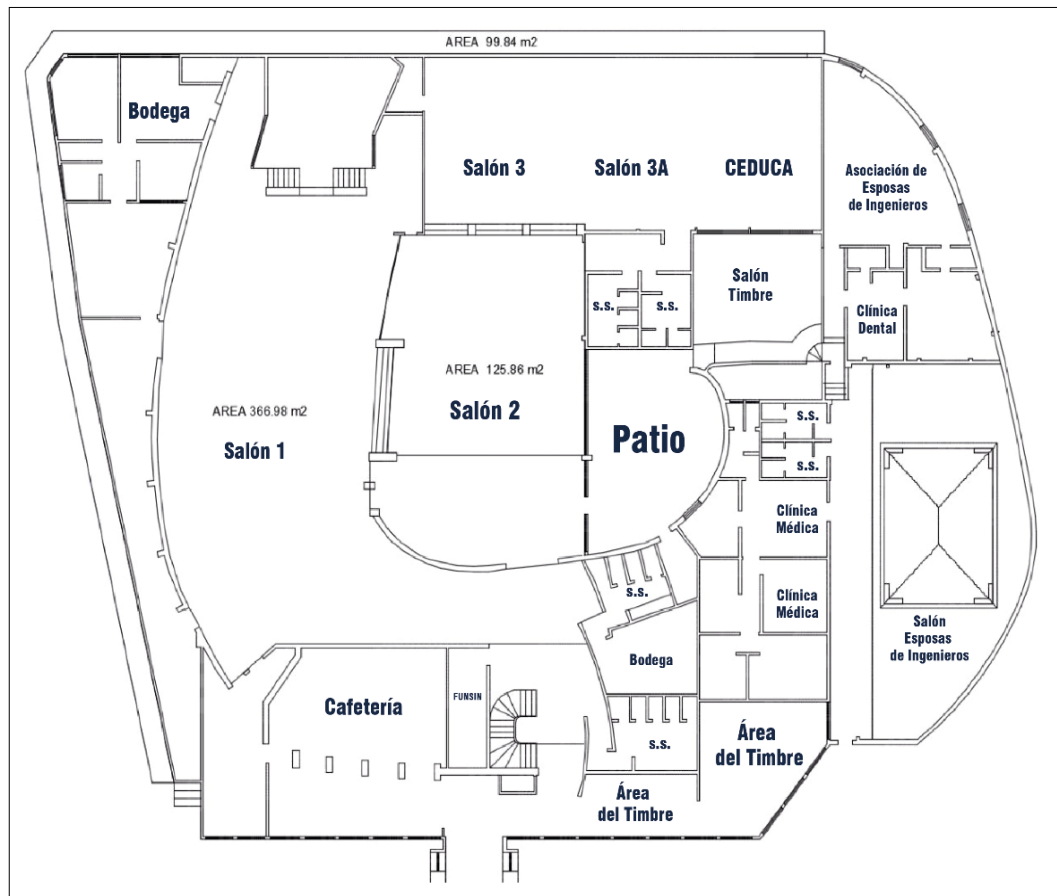 AREA 99.84 m2
Bodega
Salón 3
Salón 3A
CEDUCA
Asociación de
Esposas
de Ingenieros
Salón
Timbre
s.s.
s.s.
Clínica
Dental
AREA 125.86 m2
Salón 2
AREA 366.98 m2
Salón 1
Patio
s.s.
s.s.
Clínica
Médica
Clínica
Médica
s.s.
Salón
Esposas
de Ingenieros
Bodega
Cafetería
FUNSIN
s.s.
Área
del Timbre
Área
del Timbre